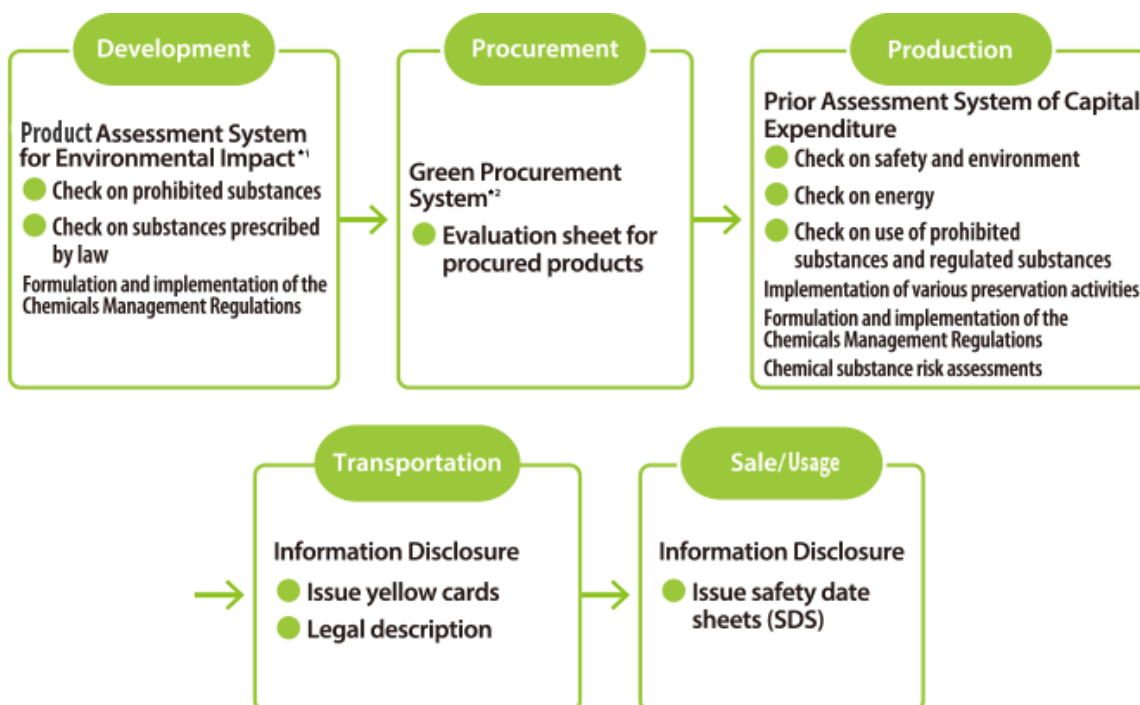 Development
Product Assessment System
for Environmental Impact*1
Check on prohibited substances
Check on substances prescribed
by law
Formulation and implementation of the
Chemicals Management Regulations
Procurement
Green Procurement
System*2
Evaluation sheet for
procured products
Production
Prior Assessment System of Capital
Expenditure
Check on safety and environment
Check on energy
Check on use of prohibited
substances and regulated substances
Implementation of various preservation activities
Formulation and implementation of the
Chemicals Management Regulations
Chemical substance risk assessments
Transportation
Information Disclosure
Issue yellow cards
Legal description
Sale/Usage
Information Disclosure
Issue safety date
sheets (SDS)